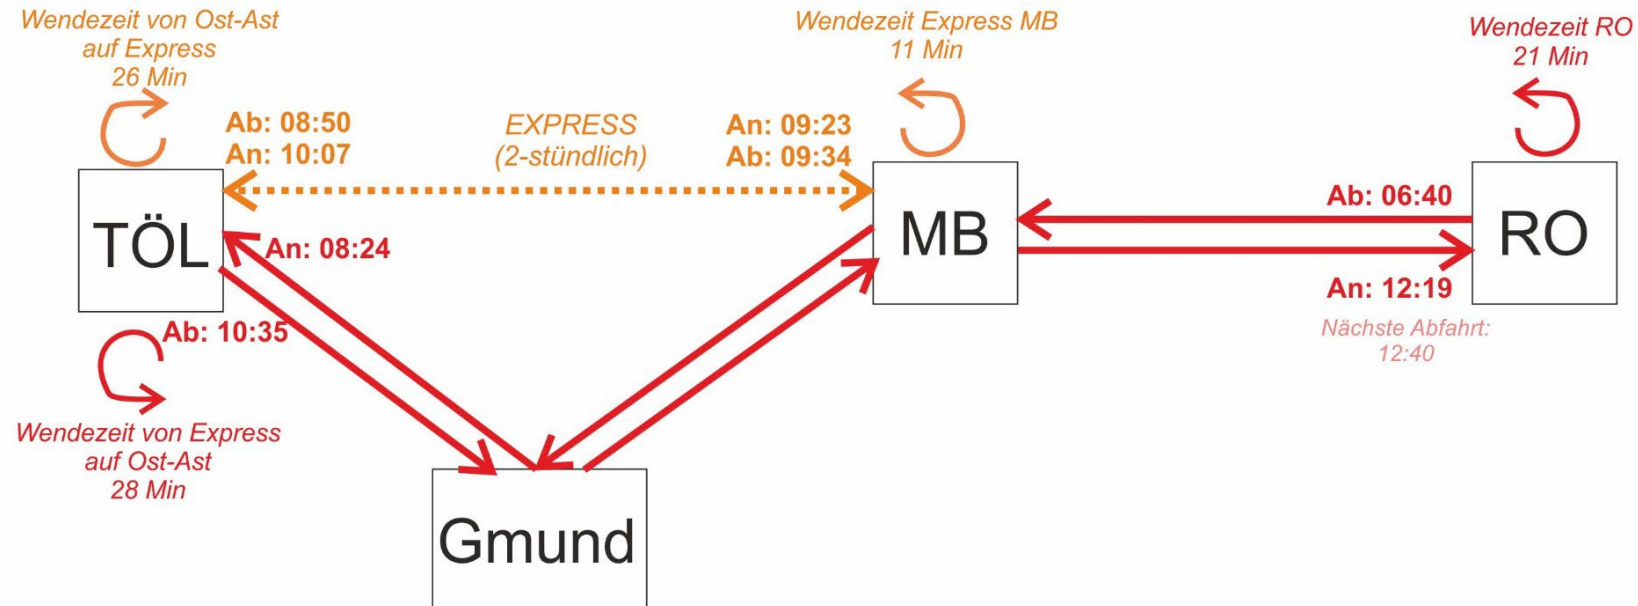 Wendezeit von Ost-Ast
auf Express
26 Min
Wendezeit Express MB
11 Min
Wendezeit RO
21 Min
Ab: 08:50
An: 10:07
EXPRESS
(2-stündlich)
An: 09:23
Ab: 09:34
TÖL
An: 08:24
MB
Ab: 06:40
RO
An: 12:19
Nächste Abfahrt:
12:40
Ab: 10:35
Wendezeit von Express
auf Ost-Ast
28 Min
Gmund